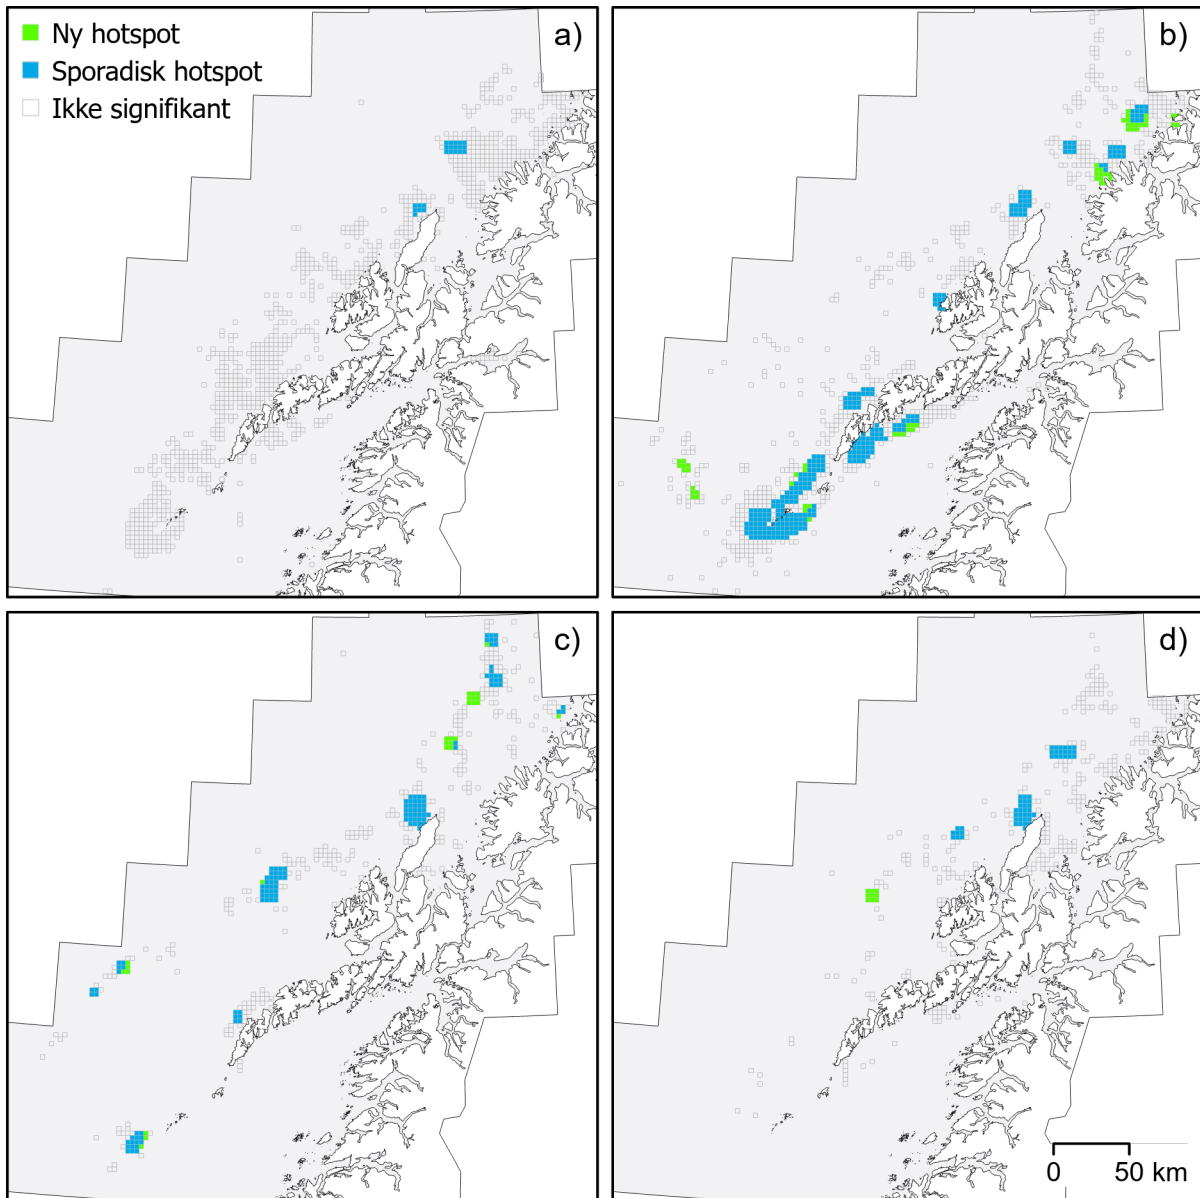 Ny hotspot
Sporadisk hotspot
Ikke signifikant
a)
b)
c)
d)
0 50 km